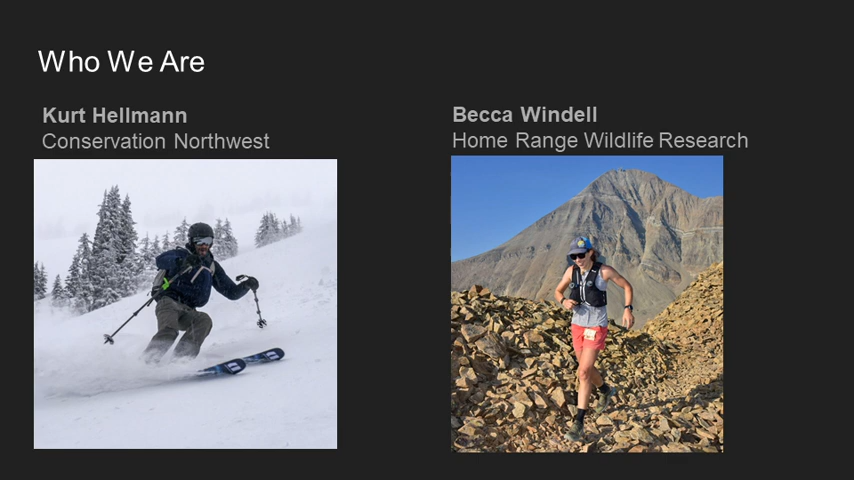 Who We Are
Kurt Hellmann
Conservation Northwest
Becca Windell
Home Range Wildlife Research